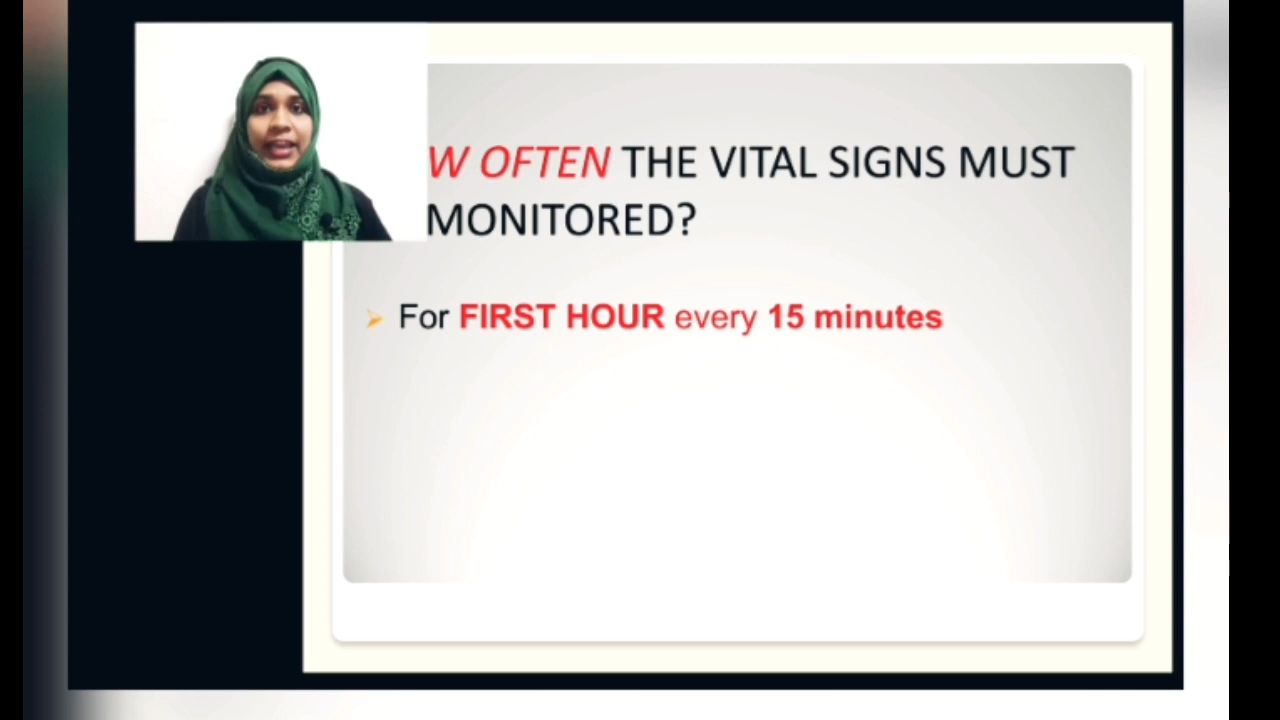 W OFTEN THE VITAL SIGNS MUST
MONITORED?
For FIRST HOUR every 15 minutes